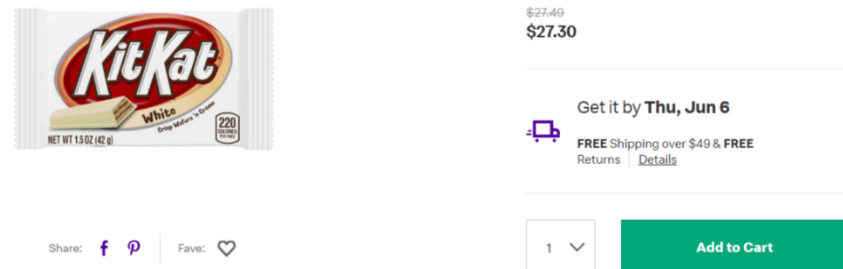 KitKat
White
Crisp Wafers 'n Creme
220
CALORIES
PER PACK
NET WT 1.5 OZ (42 g)
Share:
Fave:
$27.49
$27.30
Get it by Thu, Jun 6
FREE Shipping over $49 & FREE
Returns
Details
1
Add to Cart